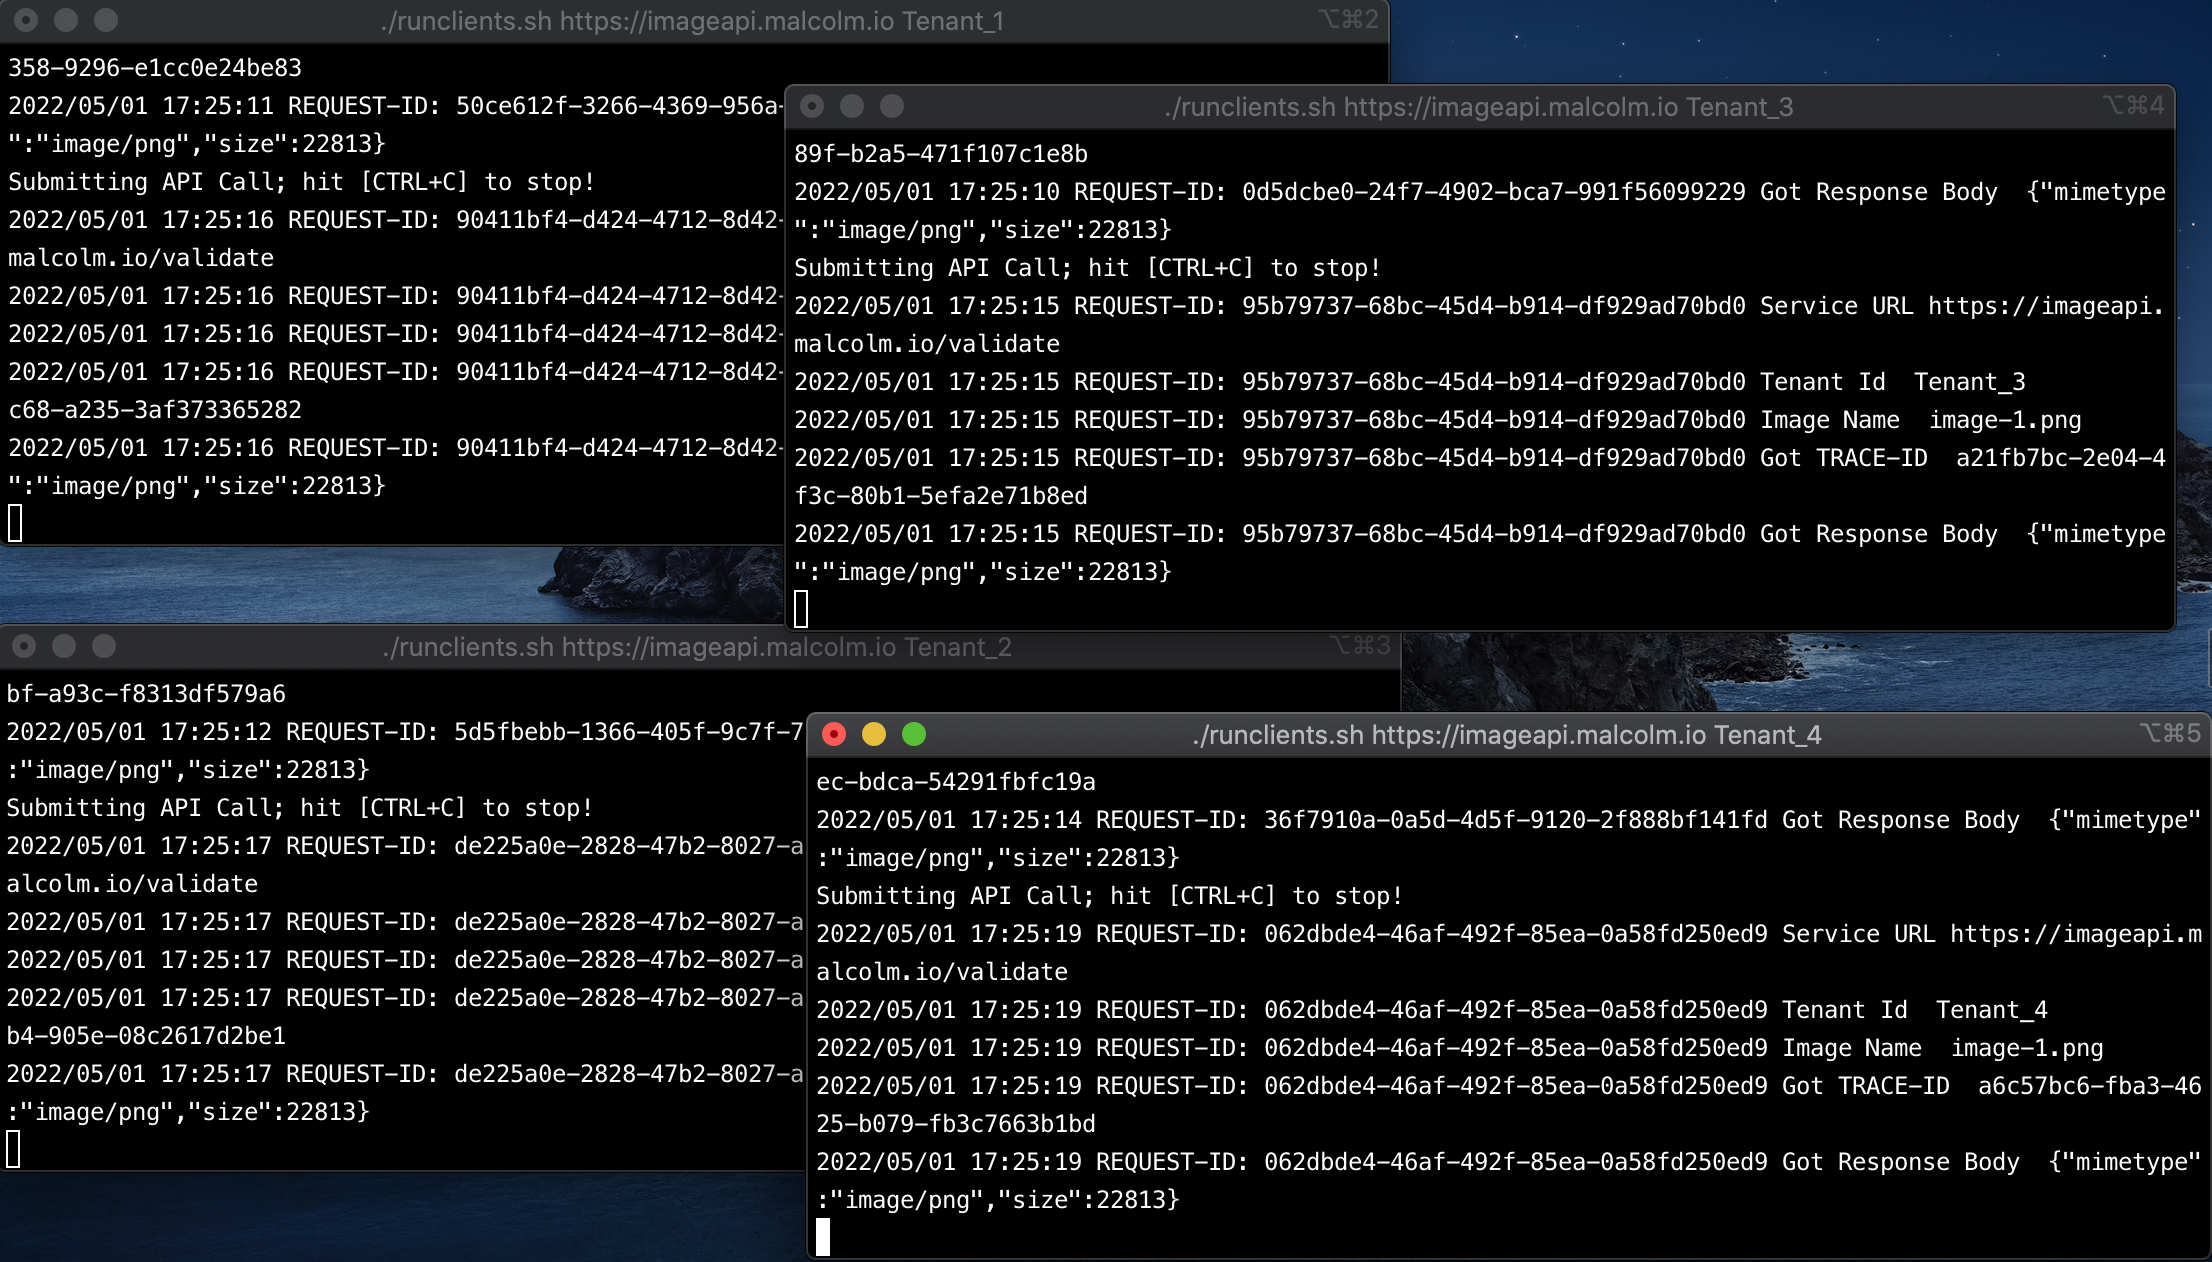 ./runclients.sh https://imageapi.malcolm.io Tenant_1
⌥⌘2
358-9296-e1cc0e24be83
2022/05/01 17:25:11 REQUEST-ID: 50ce612f-3266-4369-956a-
":"image/png","size":22813}
Submitting API Call; hit [CTRL+C] to stop!
2022/05/01 17:25:16 REQUEST-ID: 90411bf4-d424-4712-8d42-
malcolm.io/validate
2022/05/01 17:25:16 REQUEST-ID: 90411bf4-d424-4712-8d42-
2022/05/01 17:25:16 REQUEST-ID: 90411bf4-d424-4712-8d42-
2022/05/01 17:25:16 REQUEST-ID: 90411bf4-d424-4712-8d42-
c68-a235-3af373365282
2022/05/01 17:25:16 REQUEST-ID: 90411bf4-d424-4712-8d42-
":"image/png","size":22813}
./runclients.sh https://imageapi.malcolm.io Tenant_3
⌥⌘4
89f-b2a5-471f107c1e8b
2022/05/01 17:25:10 REQUEST-ID: 0d5dcbe0-24f7-4902-bca7-991f56099229 Got Response Body  {"mimetype
":"image/png","size":22813}
Submitting API Call; hit [CTRL+C] to stop!
2022/05/01 17:25:15 REQUEST-ID: 95b79737-68bc-45d4-b914-df929ad70bd0 Service URL https://imageapi.
malcolm.io/validate
2022/05/01 17:25:15 REQUEST-ID: 95b79737-68bc-45d4-b914-df929ad70bd0 Tenant Id  Tenant_3
2022/05/01 17:25:15 REQUEST-ID: 95b79737-68bc-45d4-b914-df929ad70bd0 Image Name  image-1.png
2022/05/01 17:25:15 REQUEST-ID: 95b79737-68bc-45d4-b914-df929ad70bd0 Got TRACE-ID  a21fb7bc-2e04-4
f3c-80b1-5efa2e71b8ed
2022/05/01 17:25:15 REQUEST-ID: 95b79737-68bc-45d4-b914-df929ad70bd0 Got Response Body  {"mimetype
":"image/png","size":22813}
./runclients.sh https://imageapi.malcolm.io Tenant_2
⌥⌘3
bf-a93c-f8313df579a6
2022/05/01 17:25:12 REQUEST-ID: 5d5fbebb-1366-405f-9c7f-7
:"image/png","size":22813}
Submitting API Call; hit [CTRL+C] to stop!
2022/05/01 17:25:17 REQUEST-ID: de225a0e-2828-47b2-8027-a
alcolm.io/validate
2022/05/01 17:25:17 REQUEST-ID: de225a0e-2828-47b2-8027-a
2022/05/01 17:25:17 REQUEST-ID: de225a0e-2828-47b2-8027-a
2022/05/01 17:25:17 REQUEST-ID: de225a0e-2828-47b2-8027-a
b4-905e-08c2617d2be1
2022/05/01 17:25:17 REQUEST-ID: de225a0e-2828-47b2-8027-a
:"image/png","size":22813}
./runclients.sh https://imageapi.malcolm.io Tenant_4
⌥⌘5
ec-bdca-54291fbfc19a
2022/05/01 17:25:14 REQUEST-ID: 36f7910a-0a5d-4d5f-9120-2f888bf141fd Got Response Body  {"mimetype"
:"image/png","size":22813}
Submitting API Call; hit [CTRL+C] to stop!
2022/05/01 17:25:19 REQUEST-ID: 062dbde4-46af-492f-85ea-0a58fd250ed9 Service URL https://imageapi.m
alcolm.io/validate
2022/05/01 17:25:19 REQUEST-ID: 062dbde4-46af-492f-85ea-0a58fd250ed9 Tenant Id  Tenant_4
2022/05/01 17:25:19 REQUEST-ID: 062dbde4-46af-492f-85ea-0a58fd250ed9 Image Name  image-1.png
2022/05/01 17:25:19 REQUEST-ID: 062dbde4-46af-492f-85ea-0a58fd250ed9 Got TRACE-ID  a6c57bc6-fba3-46
25-b079-fb3c7663b1bd
2022/05/01 17:25:19 REQUEST-ID: 062dbde4-46af-492f-85ea-0a58fd250ed9 Got Response Body  {"mimetype"
:"image/png","size":22813}